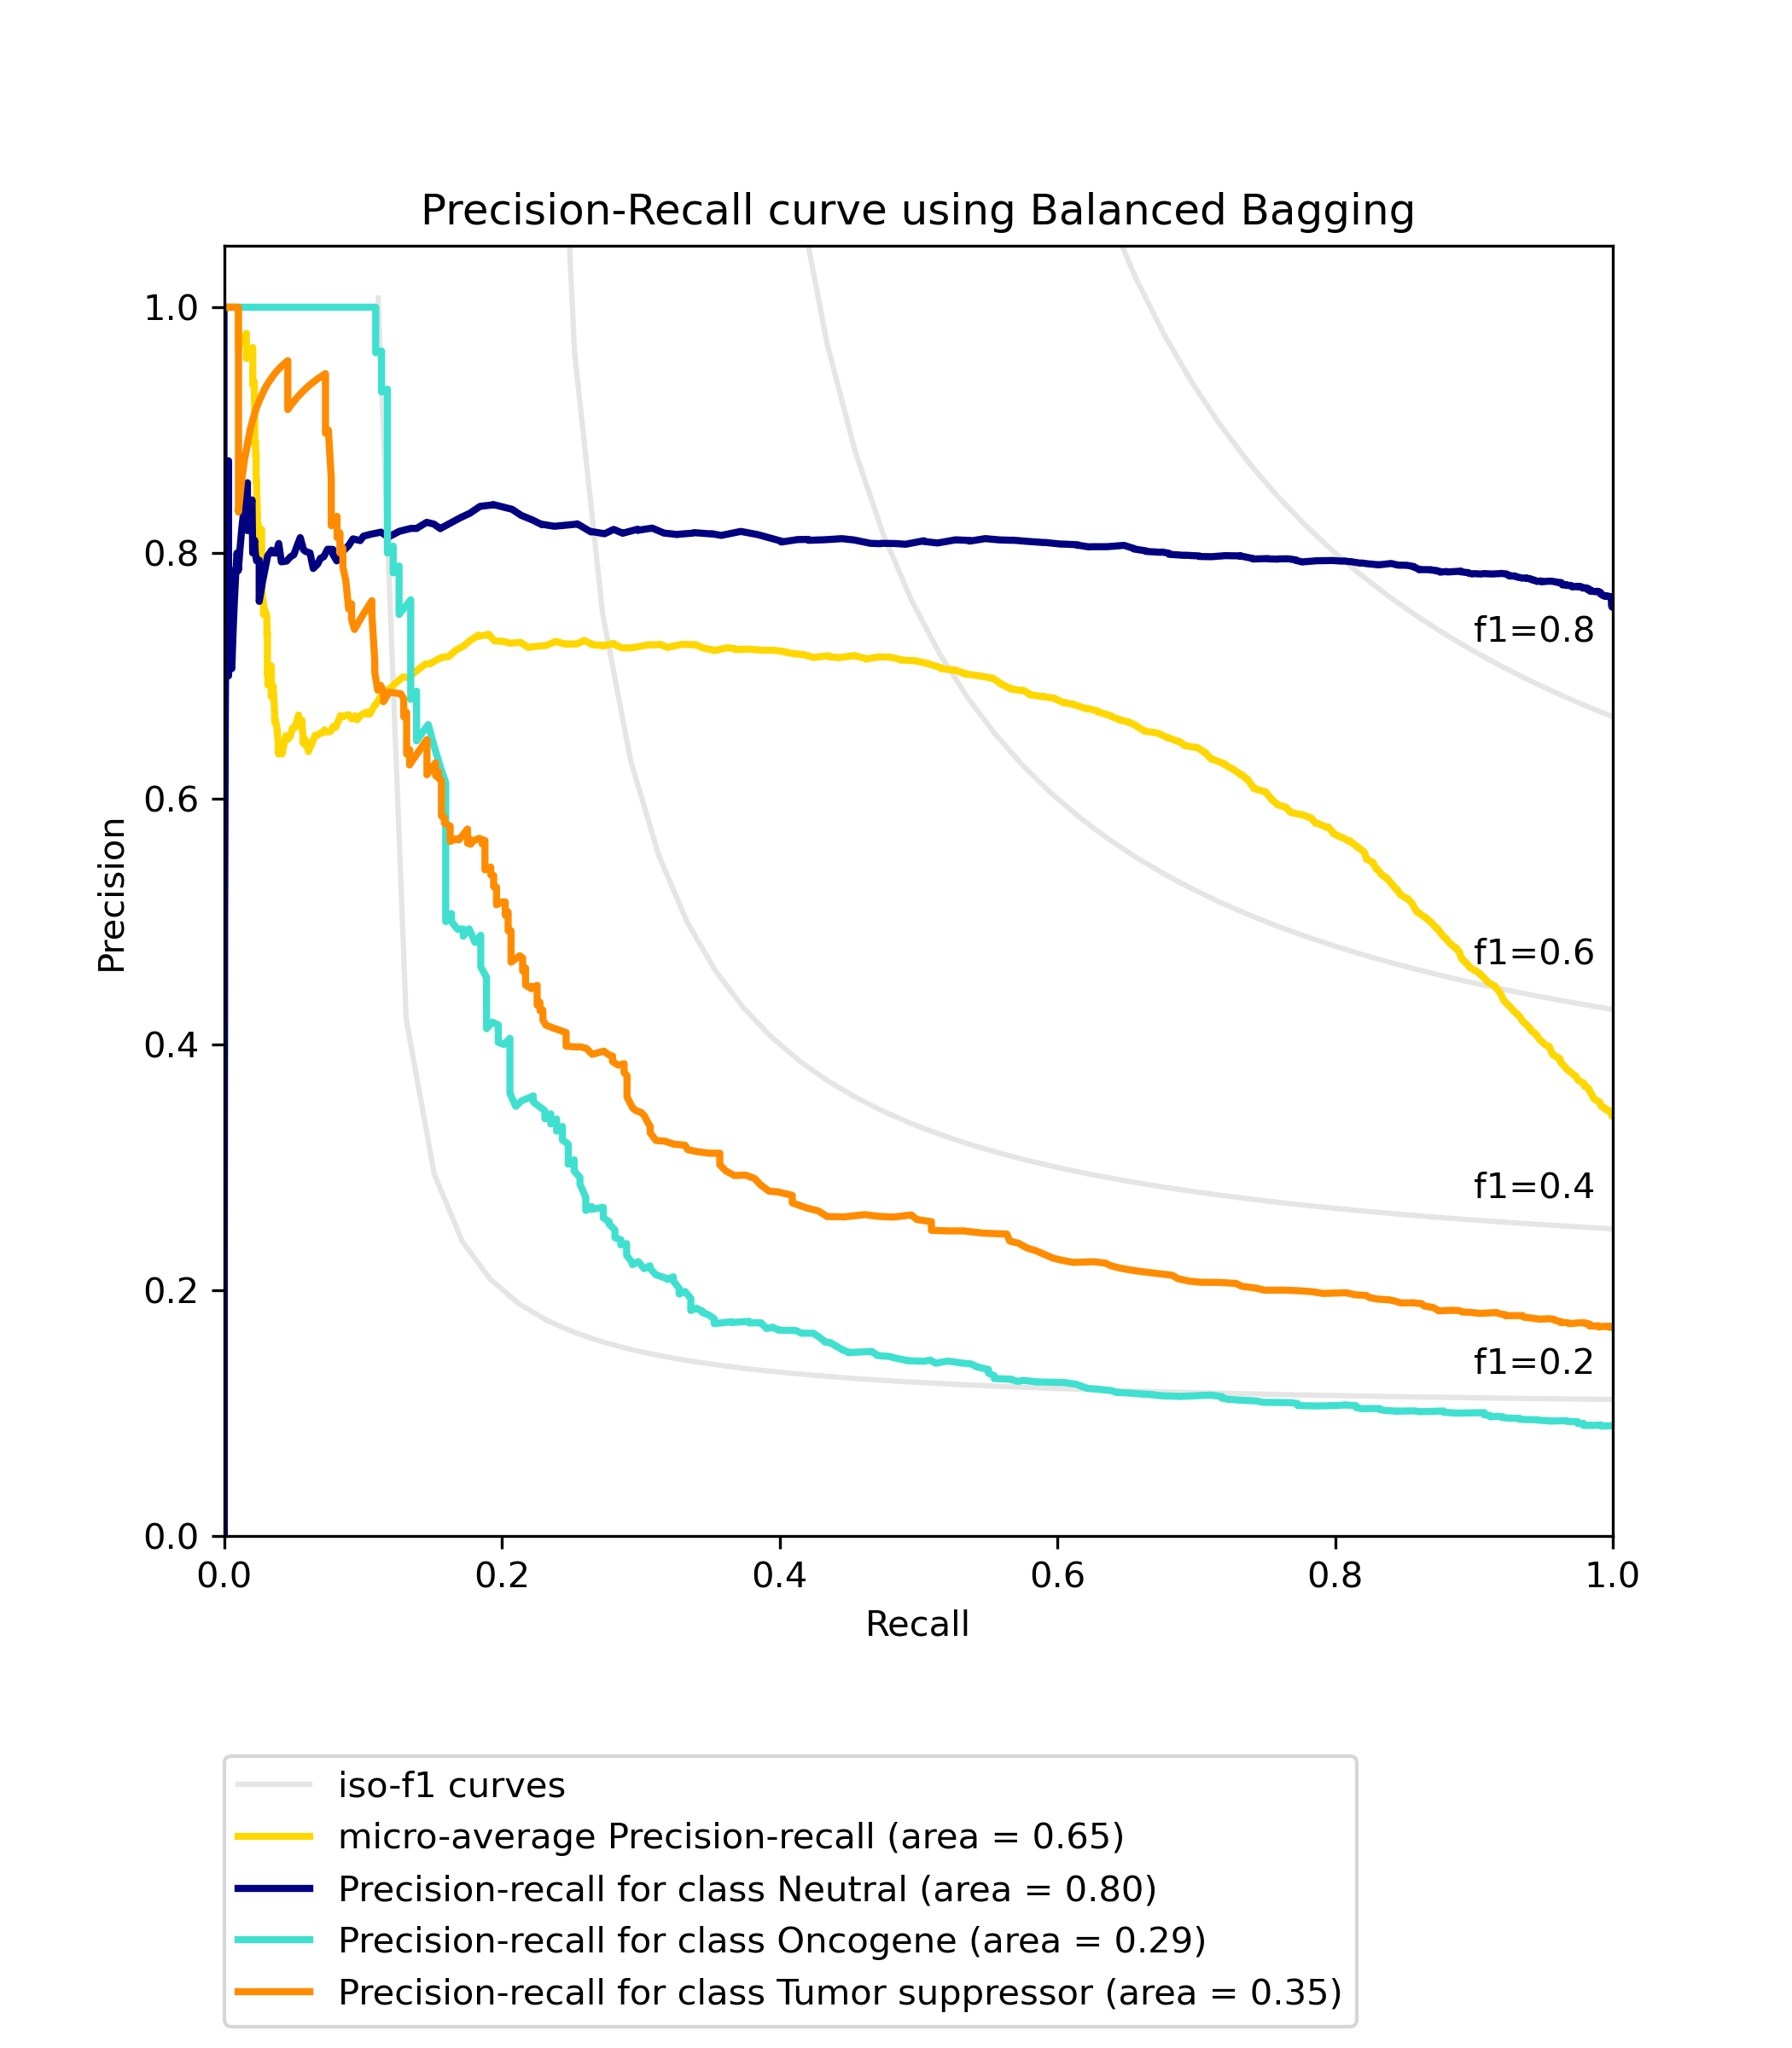 Precision-Recall curve using Balanced Bagging
1.0
0.8
f1=0.8
0.6
Precision
f1=0.6
0.4
f1=0.4
0.2
f1=0.2
0.0
0.0 0.2 0.4 0.6 0.8 1.0
Recall
iso-f1 curves
micro-average Precision-recall (area = 0.65)
Precision-recall for class Neutral (area = 0.80)
Precision-recall for class Oncogene (area = 0.29)
Precision-recall for class Tumor suppressor (area = 0.35)